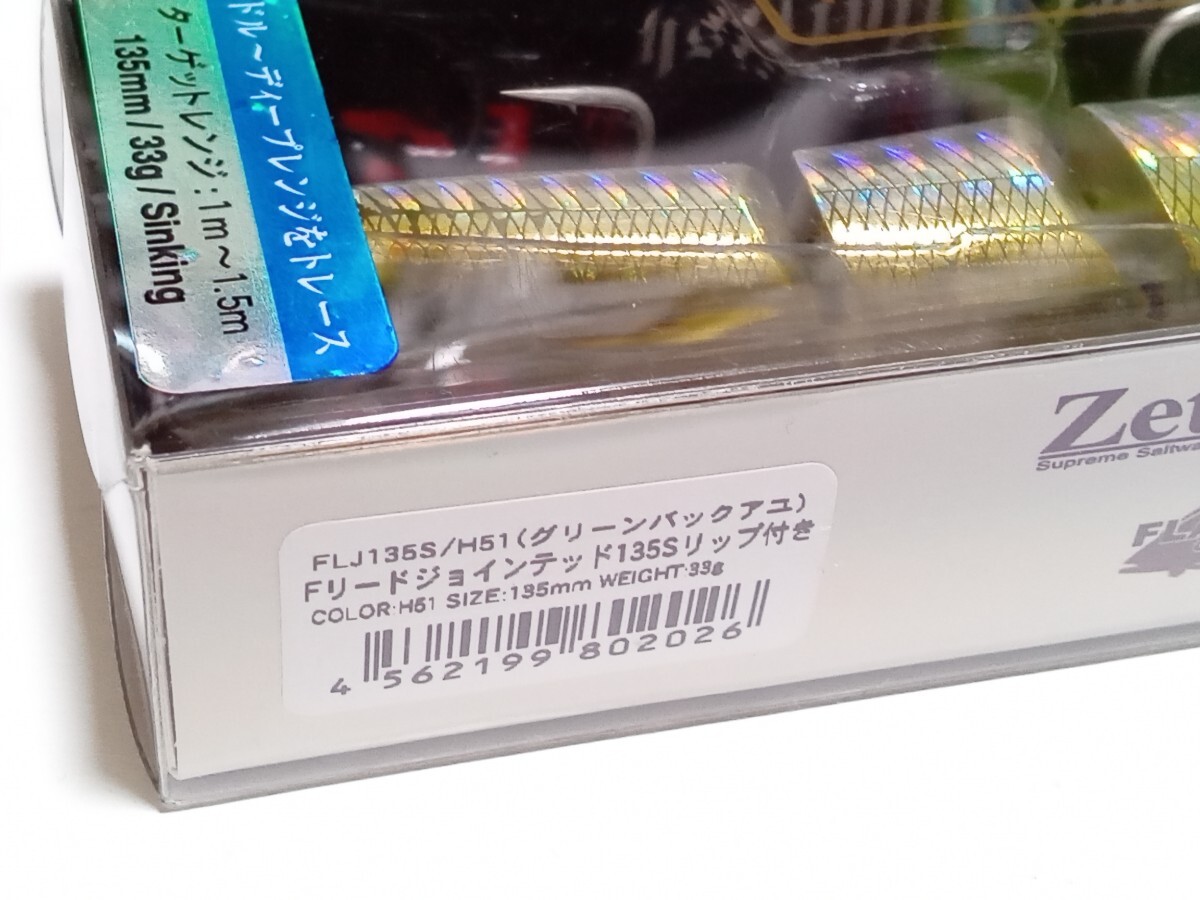 ドル～ディープレンジをトレース
ターゲットレンジ：1m～1.5m
135mm / 33g / Sinking
Zet
Supreme Saltwa
FL
FLJ135S/H51(グリーンバックアユ)
Fリードジョインテッド135Sリップ付き
COLOR:H51 SIZE:135mm WEIGHT:33g
4 562199 802026